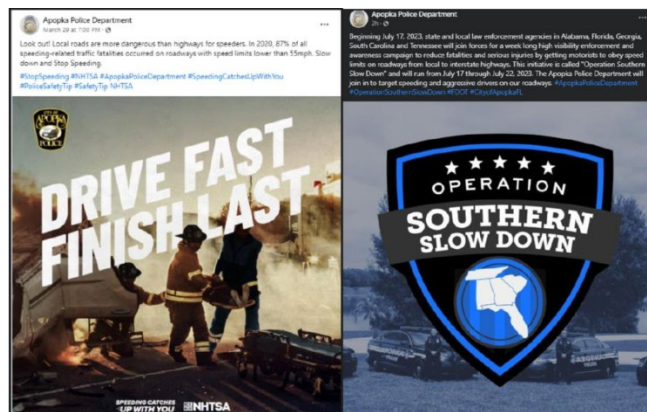 Apopka Police Department
March 28 at 7:00 PM
Look out! Local roads are more dangerous than highways for speeders. In 2020, 87% of all
speeding-related traffic fatalities occurred on roadways with speed limits lower than 55mph. Slow
down and Stop Speeding.
#StopSpeeding #NHTSA #ApopkaPoliceDepartment #SpeedingCatchesUpWithYou
#PoliceSafetyTip #SafetyTip NHTSA
CITY OF
APOPKA
POLICE
DRIVE FAST
FINISH LAST
SPEEDING CATCHES
UP WITH YOU
NHTSA
Apopka Police Department
2h
Beginning July 17, 2023, state and local law enforcement agencies in Alabama, Florida, Georgia,
South Carolina and Tennessee will join forces for a week long high visibility enforcement and
awareness campaign to reduce fatalities and serious injuries by getting motorists to obey speed
limits on roadways from local to interstate highways. This initiative is called "Operation Southern
Slow Down" and will run from July 17 through July 22, 2023. The Apopka Police Department will
join in to target speeding and aggressive drivers on our roadways. #ApopkaPoliceDepartment
#OperationSouthernSlowDown #FDOT #CityofApopkaFL
OPERATION
SOUTHERN
SLOW DOWN